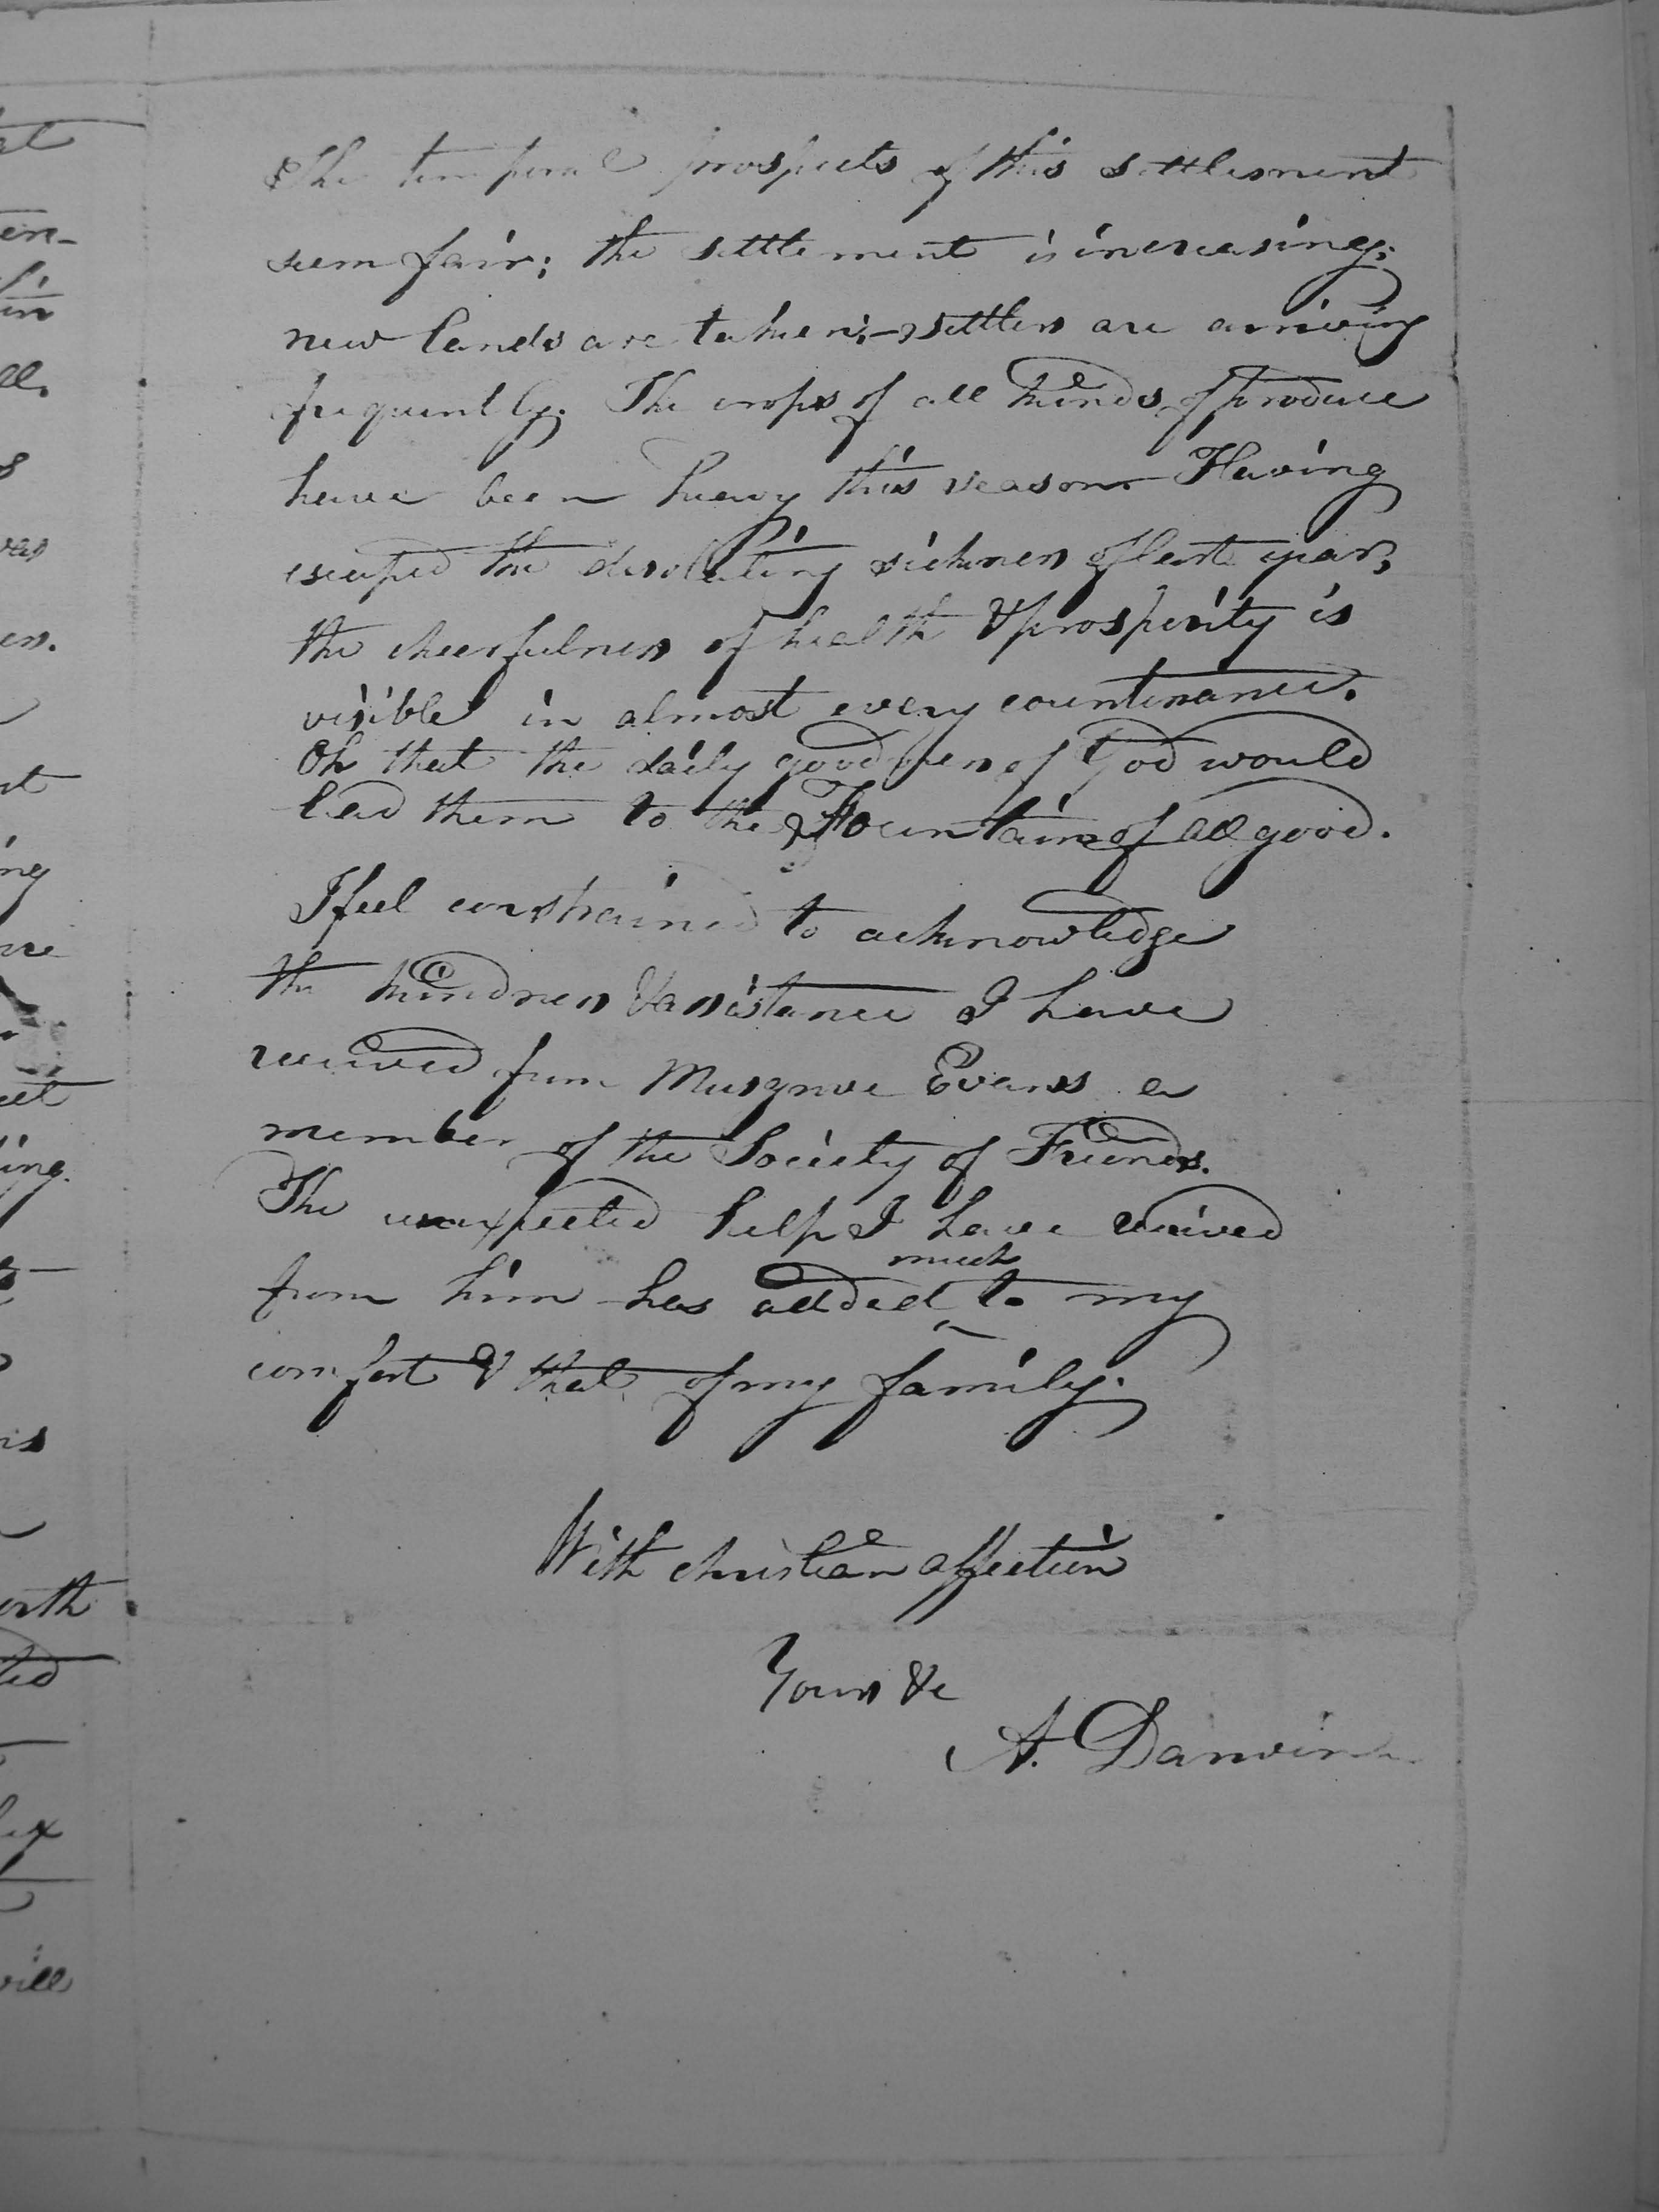 The temporal prospects of this settlement
seem fair; the settlement is increasing;
new lands are taken; – settlers are arriving
frequently. The crops of all kinds of produce
have been heavy this season. Having
escaped the desolating sickness of last year,
the cheerfulness of health & prosperity is
visible in almost every countenance.
Oh that the daily goodness of God would
lead them to the Fountain of all good.
I feel constrained to acknowledge
the kindness & assistance I have
received from Musgrove Evans a
member of the Society of Friends.
The unexpected help I have received
much
from him has added to my
comfort & that of my family.
With christian affection
Yours &c
A. Darwin